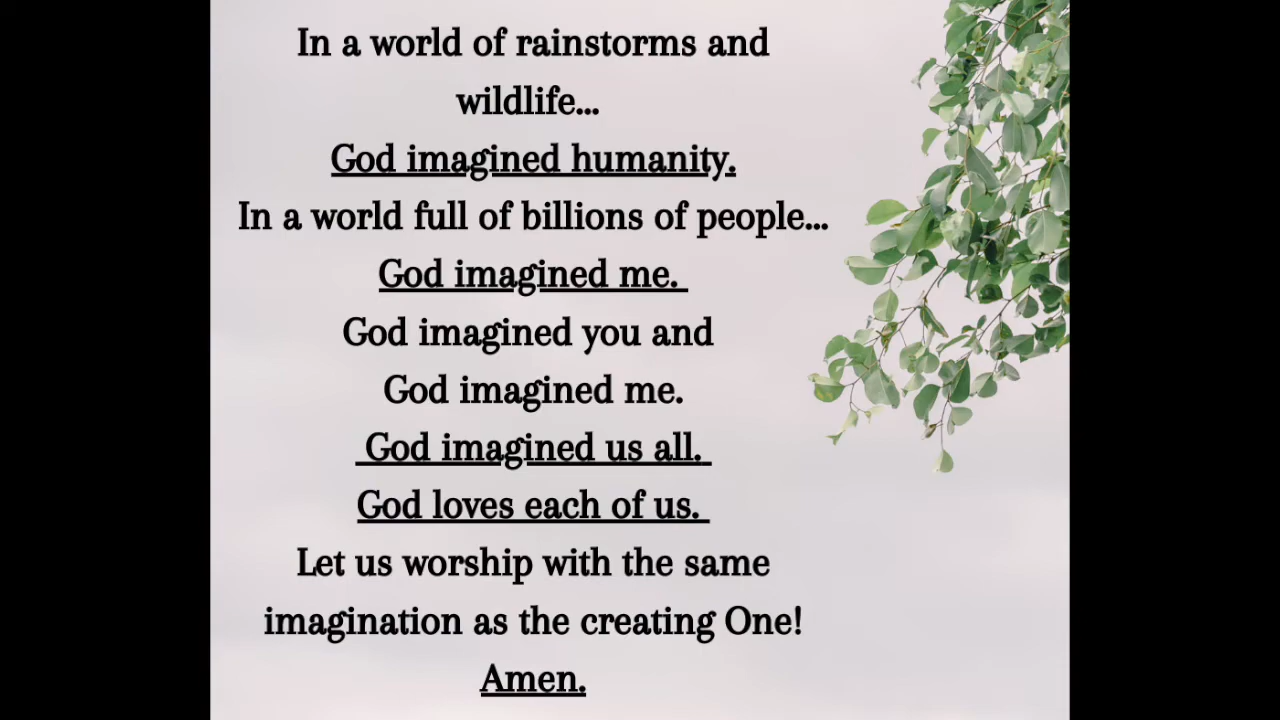 In a world of rainstorms and
wildlife...
God imagined humanity.
In a world full of billions of people...
God imagined me.
God imagined you and
God imagined me.
God imagined us all.
God loves each of us.
Let us worship with the same
imagination as the creating One!
Amen.